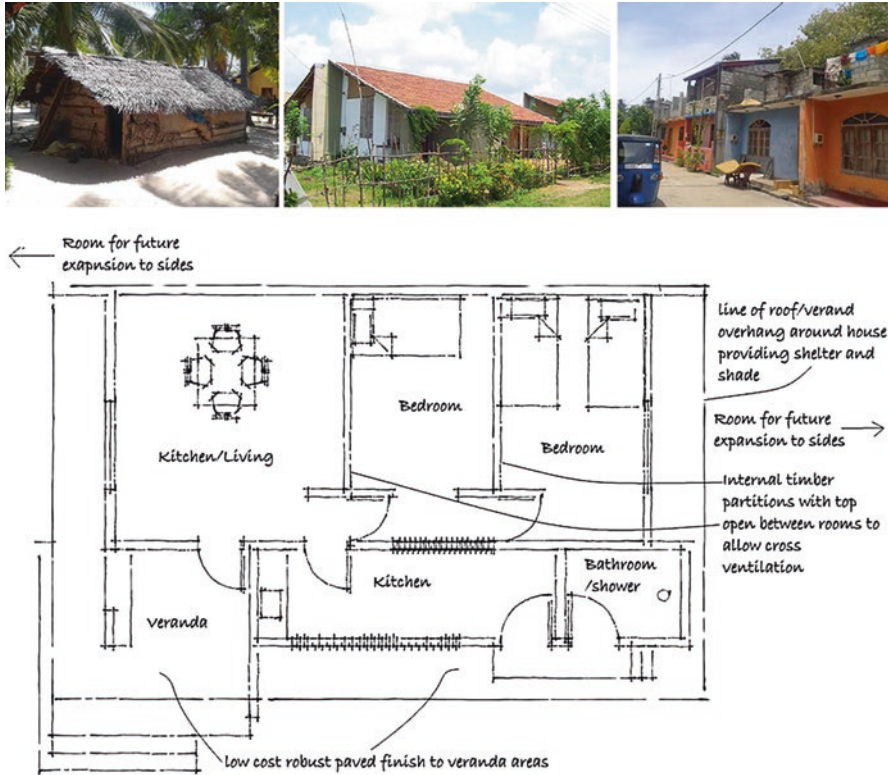 Room for future
exapnsion to sides
line of roof/verand
overhang around house
providing shelter and
shade
Bedroom
Room for future
expansion to sides
Kitchen/Living
Bedroom
Internal timber
partitions with top
open between rooms to
allow cross
ventilation
Bathroom
/shower
Kitchen
Veranda
low cost robust paved finish to veranda areas